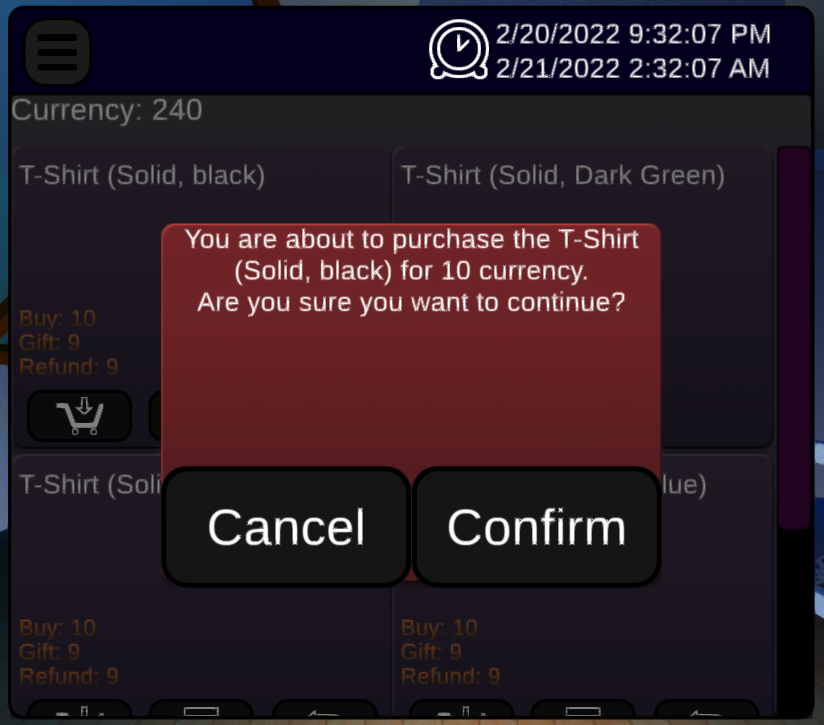 2/20/2022 9:32:07 PM
2/21/2022 2:32:07 AM
Currency: 240
T-Shirt (Solid, black)
T-Shirt (Solid, Dark Green)
You are about to purchase the T-Shirt
(Solid, black) for 10 currency.
Are you sure you want to continue?
Buy: 10
Gift: 9
Refund: 9
Cancel
Confirm
T-Shirt (Soli
lue)
Buy: 10
Gift: 9
Refund: 9
Buy: 10
Gift: 9
Refund: 9